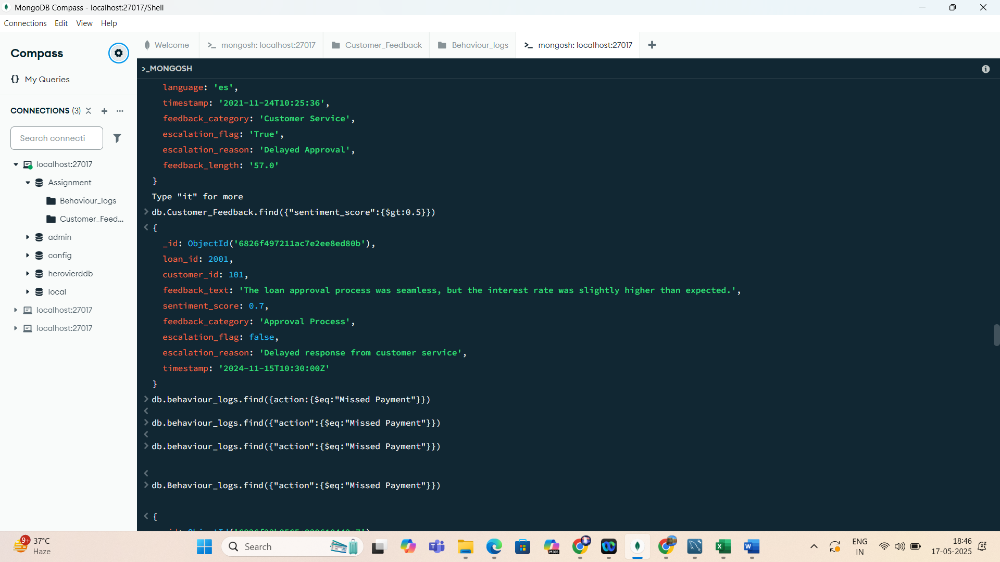 MongoDB Compass - localhost:27017/Shell
Connections Edit View Help
Compass
Welcome
mongosh: localhost:27017
Customer_Feedback
Behaviour_logs
mongosh: localhost:27017
>_MONGOSH
{} My Queries
CONNECTIONS (3)
Search connecti
localhost:27017
Assignment
Behaviour_logs
Customer_Feed...
admin
config
herovierddb
local
localhost:27017
localhost:27017
language: 'es',
timestamp: '2021-11-24T10:25:36',
feedback_category: 'Customer Service',
escalation_flag: 'True',
escalation_reason: 'Delayed Approval',
feedback_length: '57.0'
}
Type "it" for more
> db.Customer_Feedback.find({"sentiment_score":{$gt:0.5}})
< {
_id: ObjectId('6826f497211ac7e2ee8ed80b'),
loan_id: 2001,
customer_id: 101,
feedback_text: 'The loan approval process was seamless, but the interest rate was slightly higher than expected.',
sentiment_score: 0.7,
feedback_category: 'Approval Process',
escalation_flag: false,
escalation_reason: 'Delayed response from customer service',
timestamp: '2024-11-15T10:30:00Z'
}
> db.behaviour_logs.find({action:{$eq:"Missed Payment"}})
<
> db.behaviour_logs.find({"action":{$eq:"Missed Payment"}})
<
> db.behaviour_logs.find({"action":{$eq:"Missed Payment"}})
<
> db.Behaviour_logs.find({"action":{$eq:"Missed Payment"}})
< {
9+
37°C
Haze
Search
M365
ENG
IN
18:46
17-05-2025